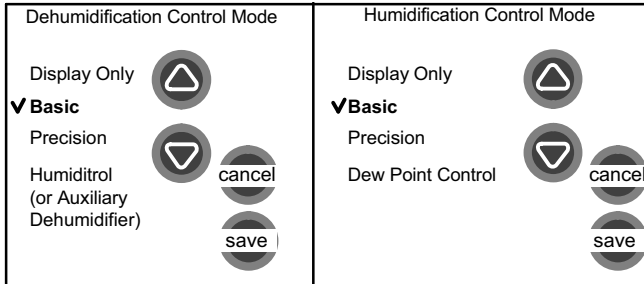 Dehumidification Control Mode
Display Only
✓ Basic
Precision
Humiditrol
(or Auxiliary
Dehumidifier)
cancel
save
Humidification Control Mode
Display Only
✓ Basic
Precision
Dew Point Control
cancel
save